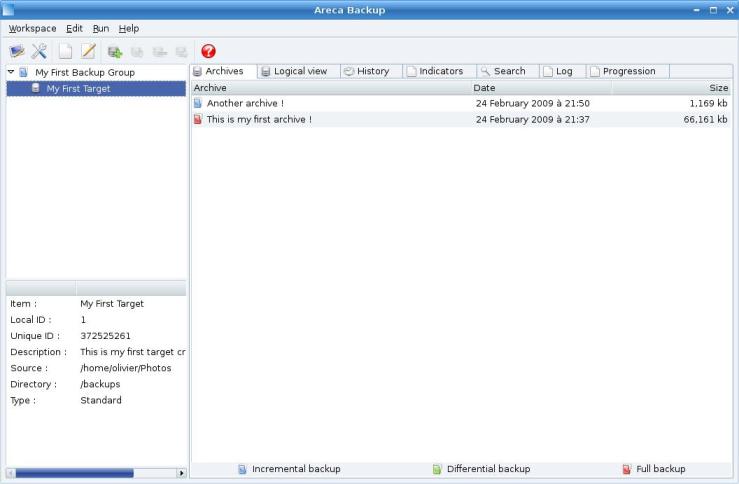 Areca Backup
Workspace Edit Run Help
My First Backup Group
My First Target
Archives Logical view History Indicators Search Log Progression
Archive Date Size
Another archive ! 24 February 2009 à 21:50 1,169 kb
This is my first archive ! 24 February 2009 à 21:37 66,161 kb
Item : My First Target
Local ID : 1
Unique ID : 372525261
Description : This is my first target cr
Source : /home/olivier/Photos
Directory : /backups
Type : Standard
Incremental backup Differential backup Full backup